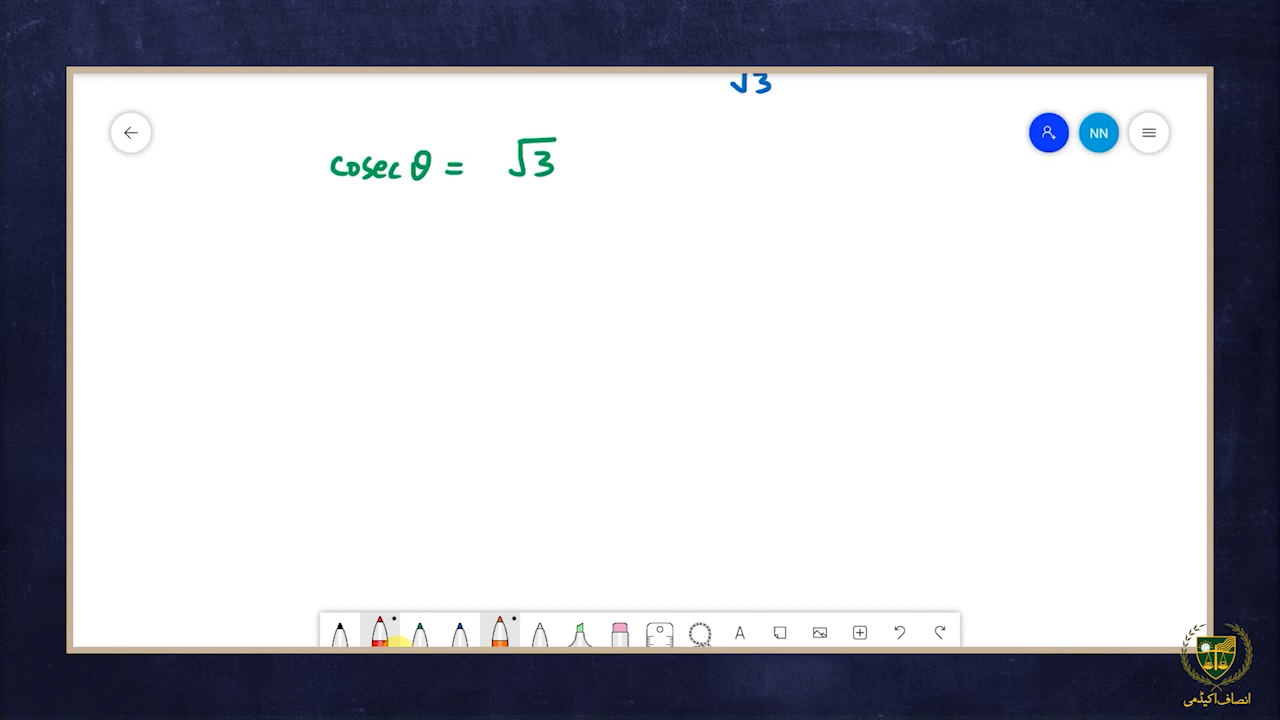 √3
cosec θ = √3
NN
A
انصاف اکیڈمی